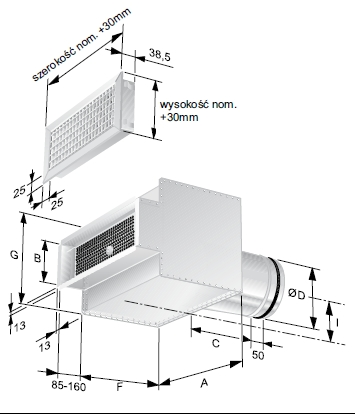 szerokość nom. +30mm
38,5
wysokość nom.
+30mm
25
25
G
B
ØD
I
13
13
C
50
85-160
F
A